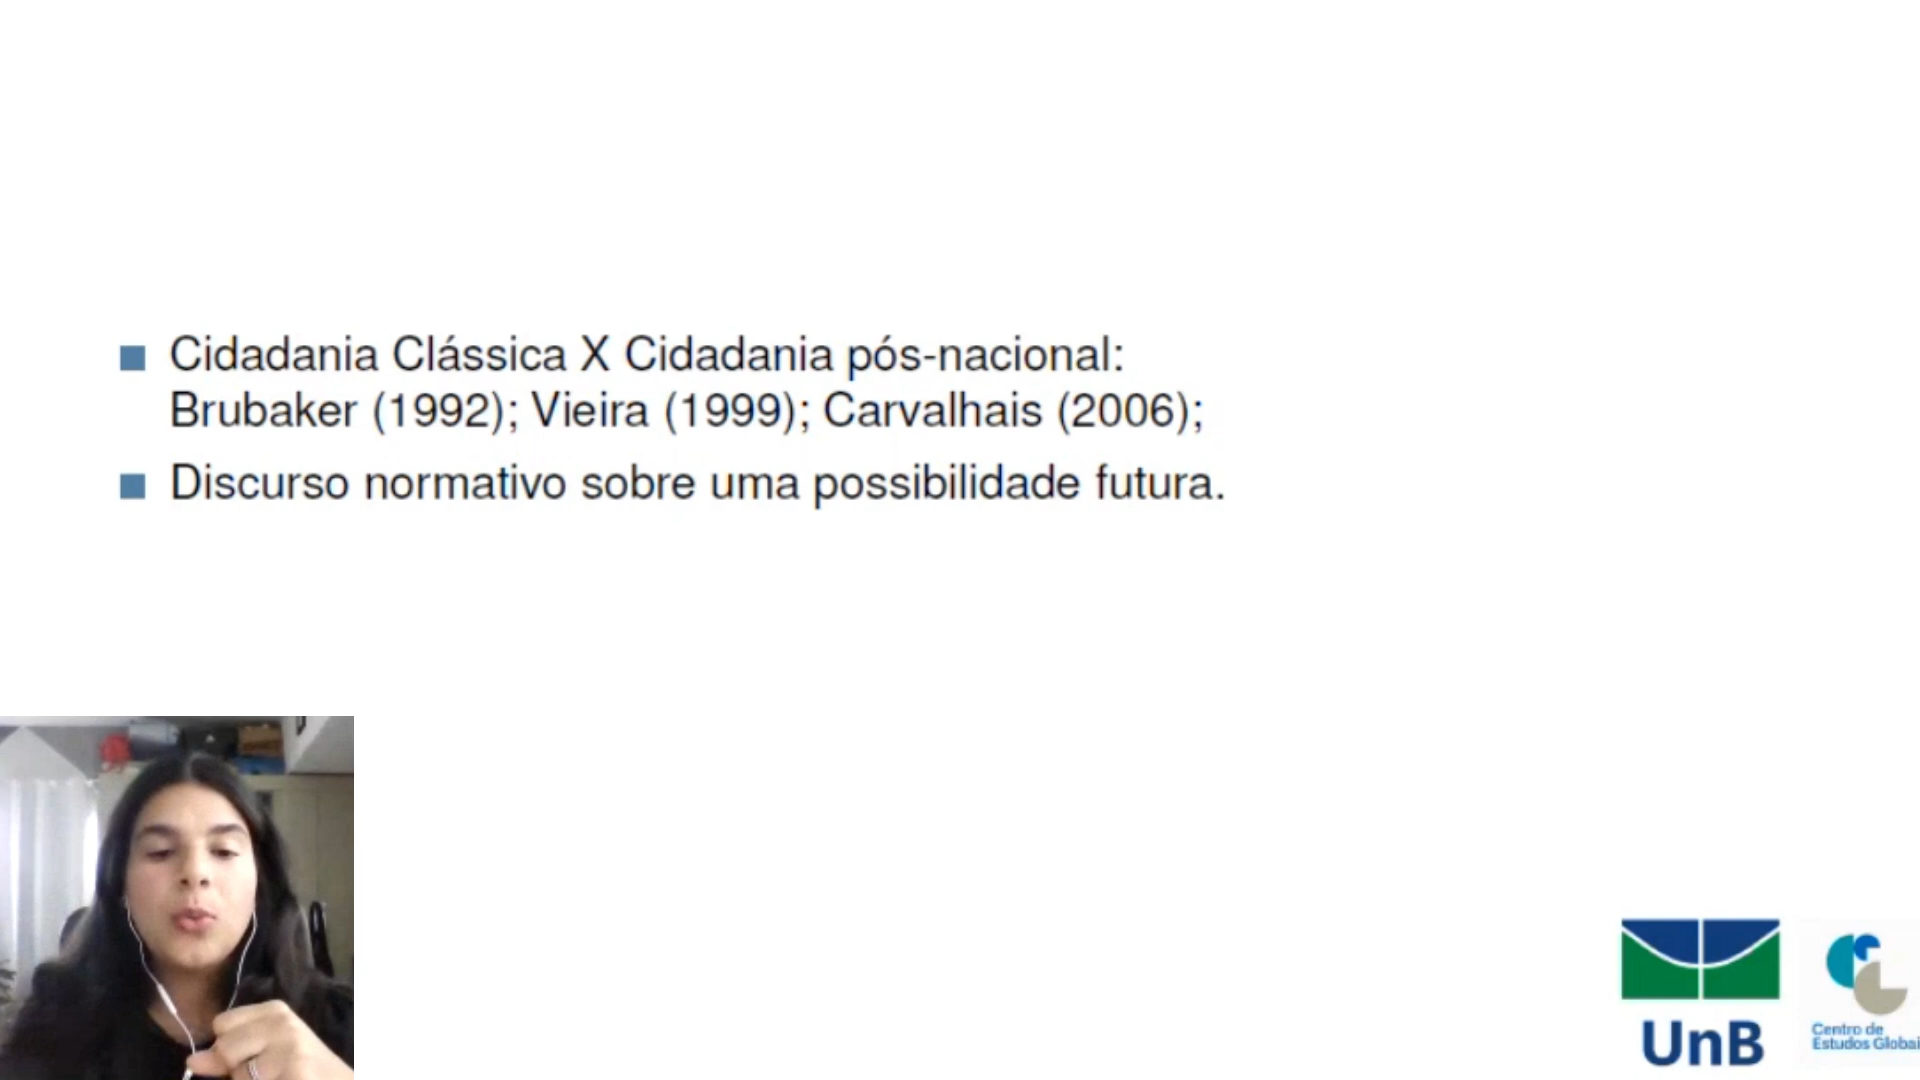 Cidadania Clássica X Cidadania pós-nacional:
Brubaker (1992); Vieira (1999); Carvalhais (2006);
Discurso normativo sobre uma possibilidade futura.
UnB
Centro de
Estudos Globai